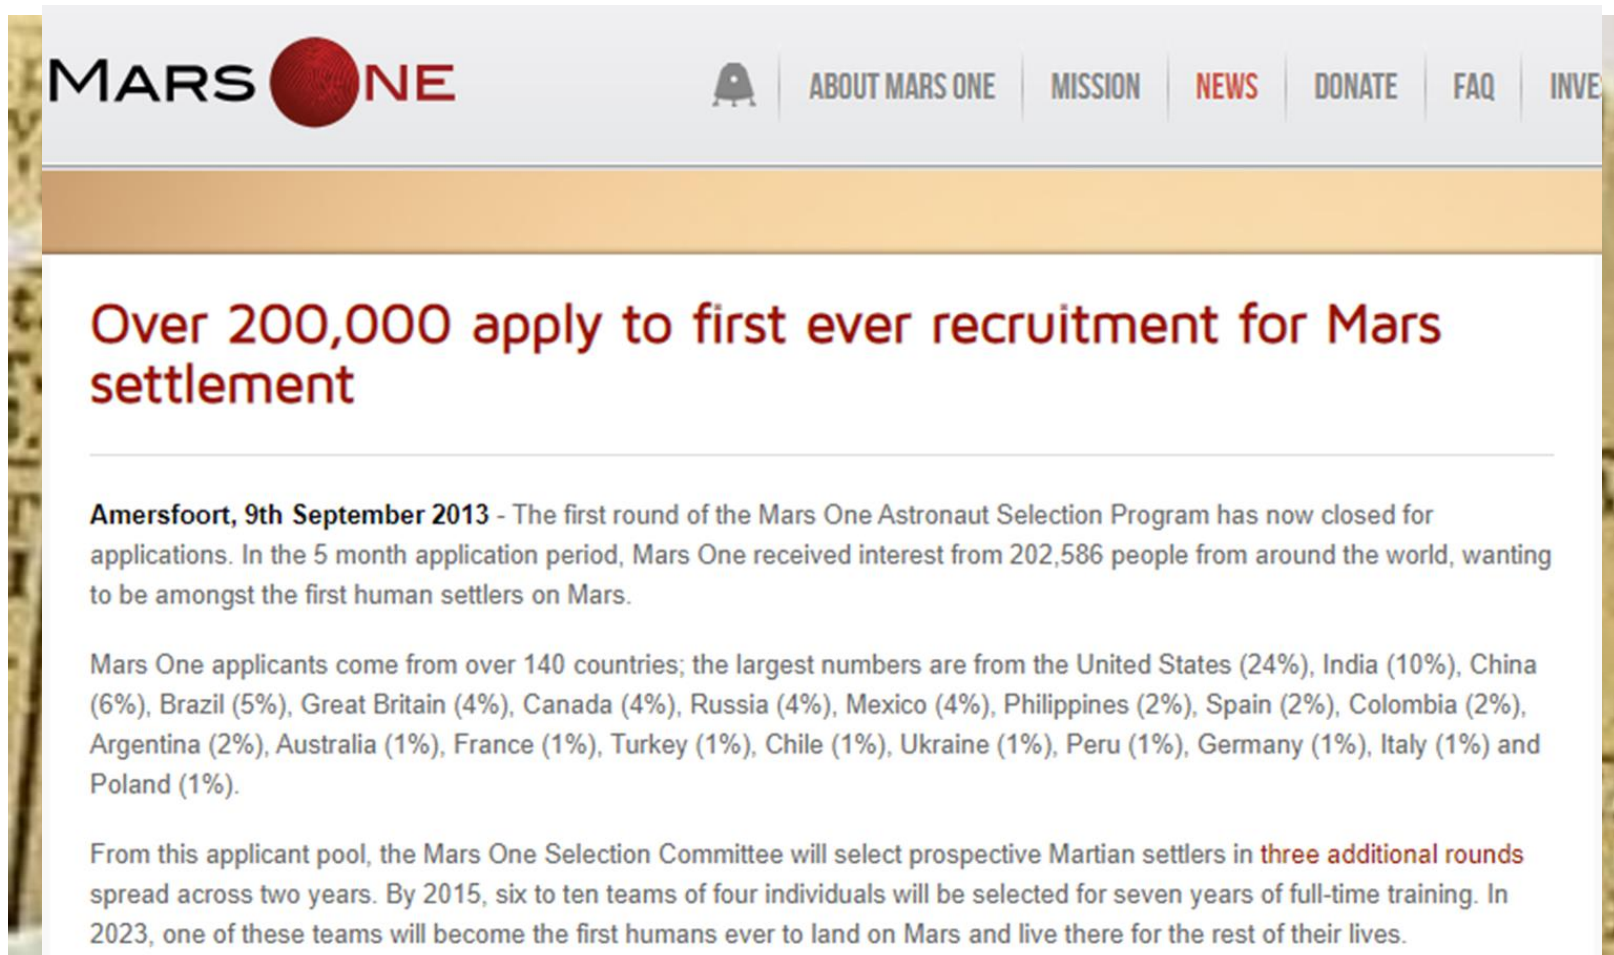 MARS ONE
ABOUT MARS ONE
MISSION
NEWS
DONATE
FAQ
Over 200,000 apply to first ever recruitment for Mars
settlement
Amersfoort, 9th September 2013 - The first round of the Mars One Astronaut Selection Program has now closed for
applications. In the 5 month application period, Mars One received interest from 202,586 people from around the world, wanting
to be amongst the first human settlers on Mars.
Mars One applicants come from over 140 countries; the largest numbers are from the United States (24%), India (10%), China
(6%), Brazil (5%), Great Britain (4%), Canada (4%), Russia (4%), Mexico (4%), Philippines (2%), Spain (2%), Colombia (2%),
Argentina (2%), Australia (1%), France (1%), Turkey (1%), Chile (1%), Ukraine (1%), Peru (1%), Germany (1%), Italy (1%) and
Poland (1%).
From this applicant pool, the Mars One Selection Committee will select prospective Martian settlers in three additional rounds
spread across two years. By 2015, six to ten teams of four individuals will be selected for seven years of full-time training. In
2023, one of these teams will become the first humans ever to land on Mars and live there for the rest of their lives.